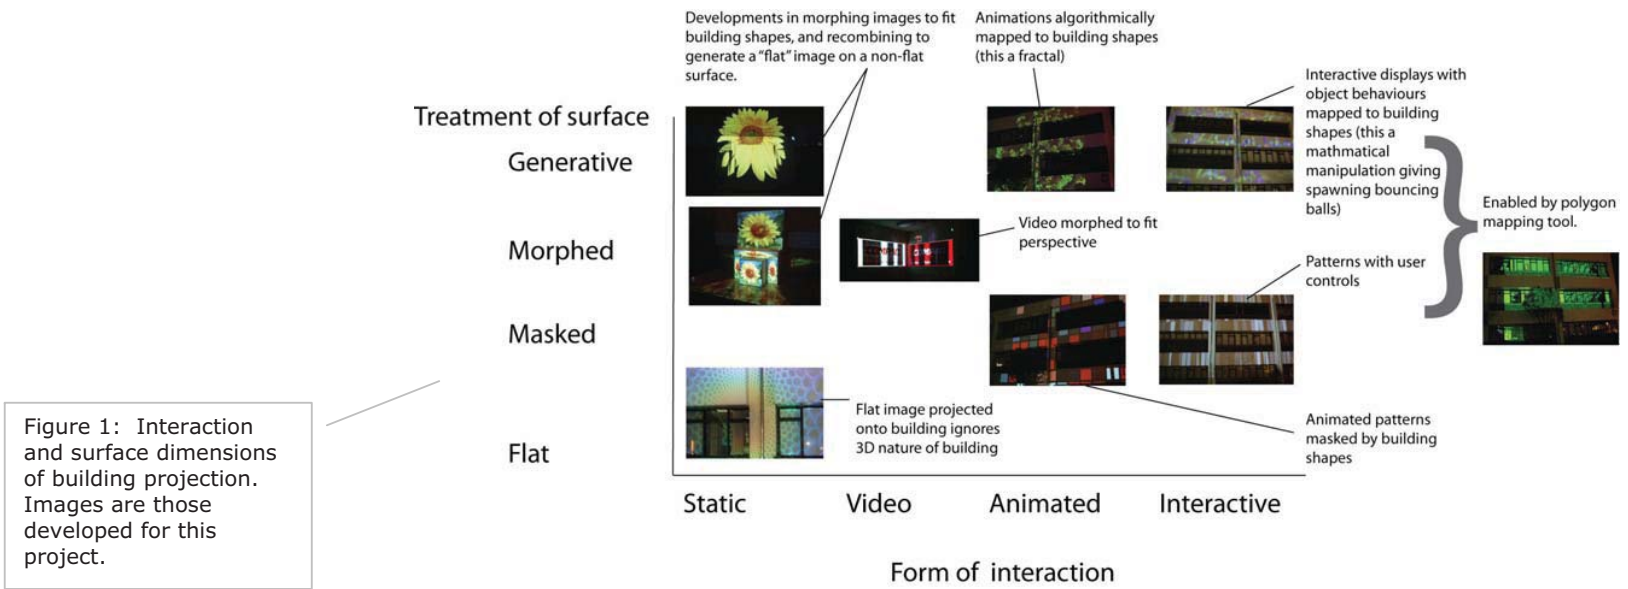 Developments in morphing images to fit
building shapes, and recombining to
generate a “flat” image on a non-flat
surface.
Animations algorithmically
mapped to building shapes
(this a fractal)
Interactive displays with
object behaviours
mapped to building
shapes (this a
mathmatical
manipulation giving
spawning bouncing
balls)
Treatment of surface
Generative
Morphed
Masked
Flat
Video morphed to fit
perspective
Patterns with user
controls
Enabled by polygon
mapping tool.
Flat image projected
onto building ignores
3D nature of building
Animated patterns
masked by building
shapes
Static
Video
Animated
Interactive
Form of interaction
Figure 1: Interaction
and surface dimensions
of building projection.
Images are those
developed for this
project.